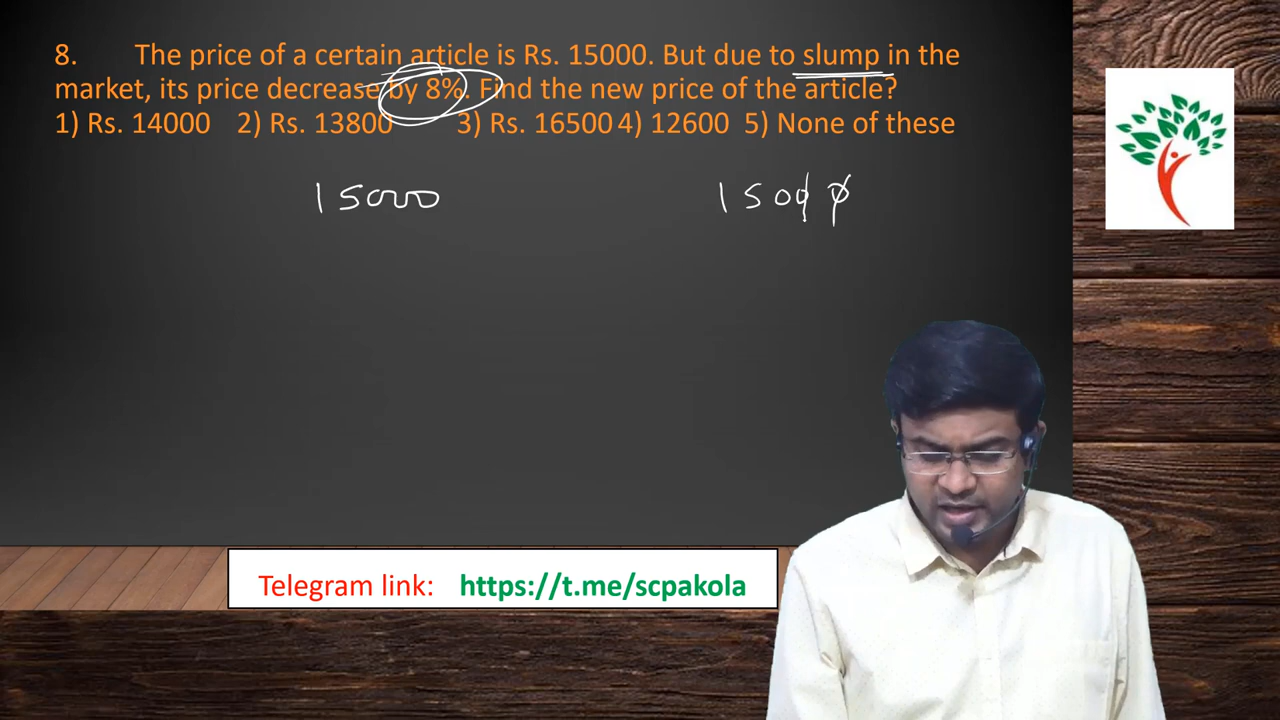 8. The price of a certain article is Rs. 15000. But due to slump in the
market, its price decrease by 8%. Find the new price of the article?
1) Rs. 14000 2) Rs. 13800 3) Rs. 16500 4) 12600 5) None of these
15000 15000
Telegram link: https://t.me/scpakola